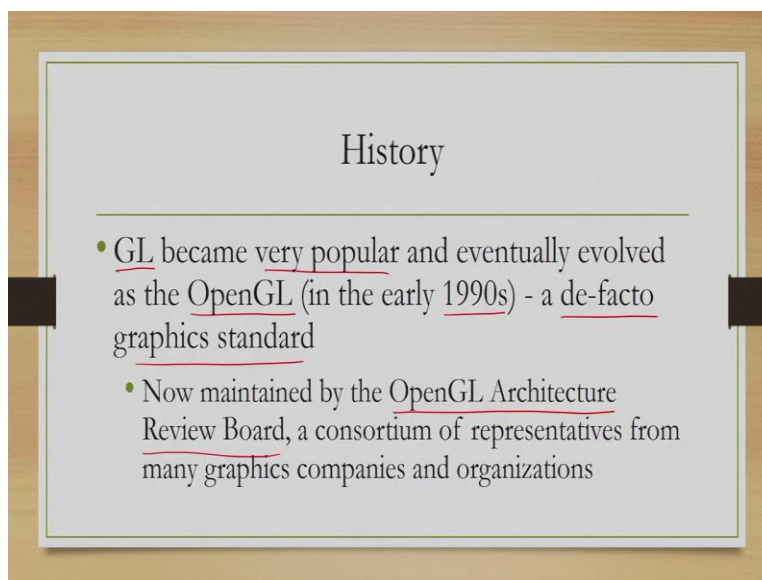 History
• GL became very popular and eventually evolved
as the OpenGL (in the early 1990s) - a de-facto
graphics standard
• Now maintained by the OpenGL Architecture
Review Board, a consortium of representatives from
many graphics companies and organizations